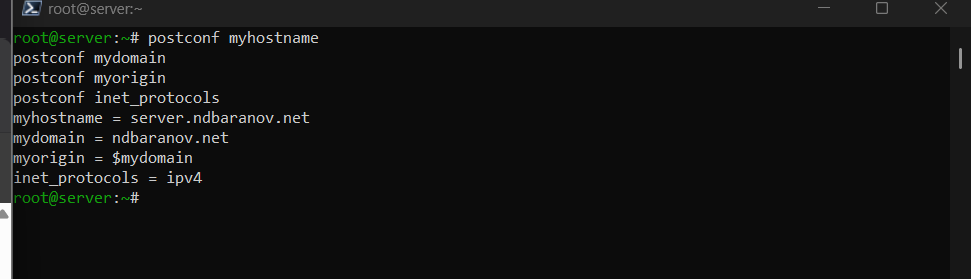 root@server:~
root@server:~# postconf myhostname
postconf mydomain
postconf myorigin
postconf inet_protocols
myhostname = server.ndbaranov.net
mydomain = ndbaranov.net
myorigin = $mydomain
inet_protocols = ipv4
root@server:~#